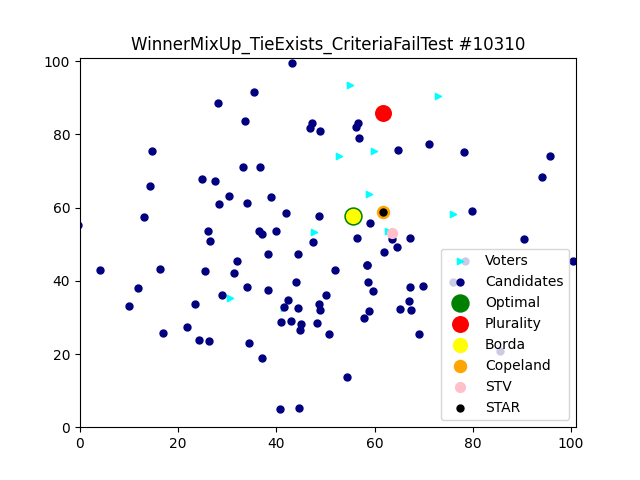 WinnerMixUp_TieExists_CriteriaFailTest #10310
100
80
60
40
20
0
0
20
40
60
80
100
Voters
Candidates
Optimal
Plurality
Borda
Copeland
STV
STAR